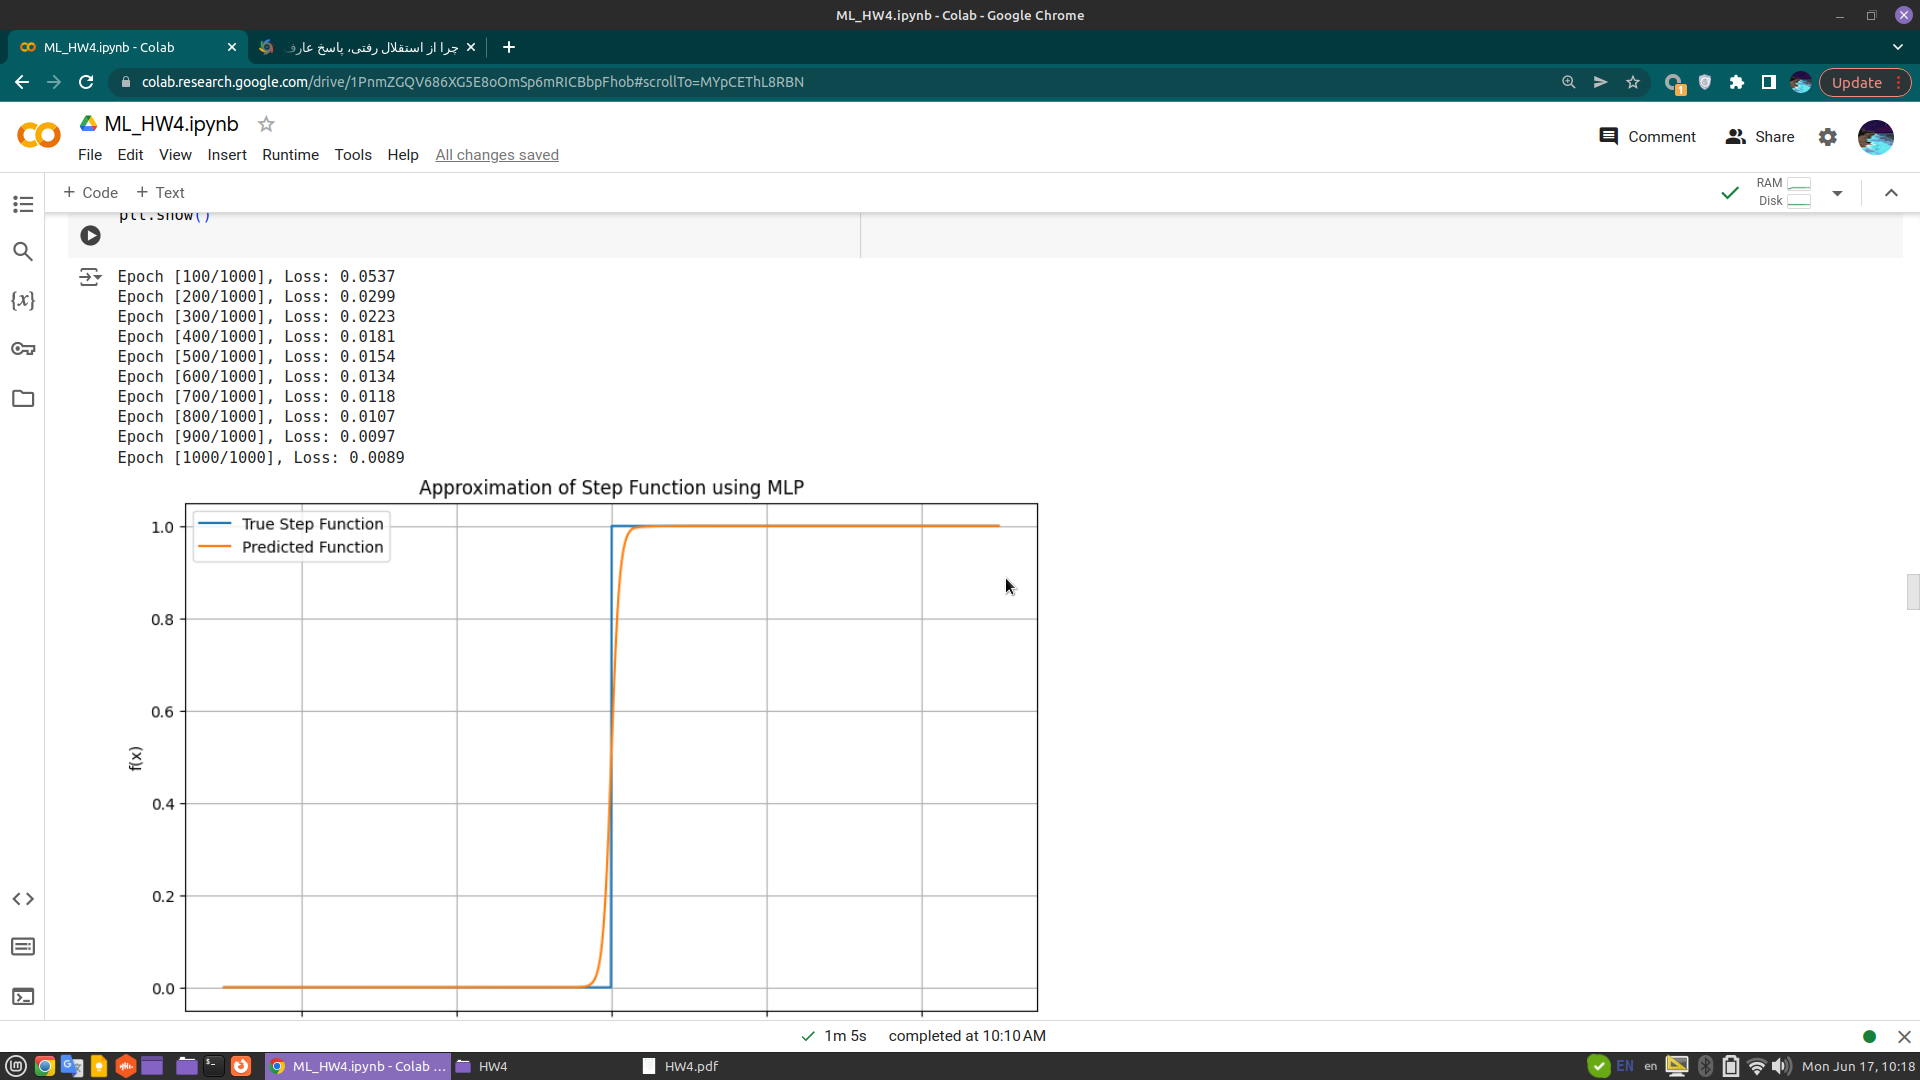 ML_HW4.ipynb - Colab - Google Chrome
ML_HW4.ipynb - Colab
چرا از استقلال رفتی، پاسخ عارف
colab.research.google.com/drive/1PnmZGQV686XG5E8oOmSp6mRICBbpFhob#scrollTo=MYpCEThL8RBN
1
Update
ML_HW4.ipynb
Comment
Share
File Edit View Insert Runtime Tools Help All changes saved
+ Code + Text
RAM
Disk
plt.show()
{x}
Epoch [100/1000], Loss: 0.0537
Epoch [200/1000], Loss: 0.0299
Epoch [300/1000], Loss: 0.0223
Epoch [400/1000], Loss: 0.0181
Epoch [500/1000], Loss: 0.0154
Epoch [600/1000], Loss: 0.0134
Epoch [700/1000], Loss: 0.0118
Epoch [800/1000], Loss: 0.0107
Epoch [900/1000], Loss: 0.0097
Epoch [1000/1000], Loss: 0.0089
Approximation of Step Function using MLP
True Step Function
Predicted Function
1.0
0.8
0.6
f(x)
0.4
0.2
0.0
1m 5s completed at 10:10 AM
ML_HW4.ipynb - Colab ...
HW4
HW4.pdf
EN
en
Mon Jun 17, 10:18